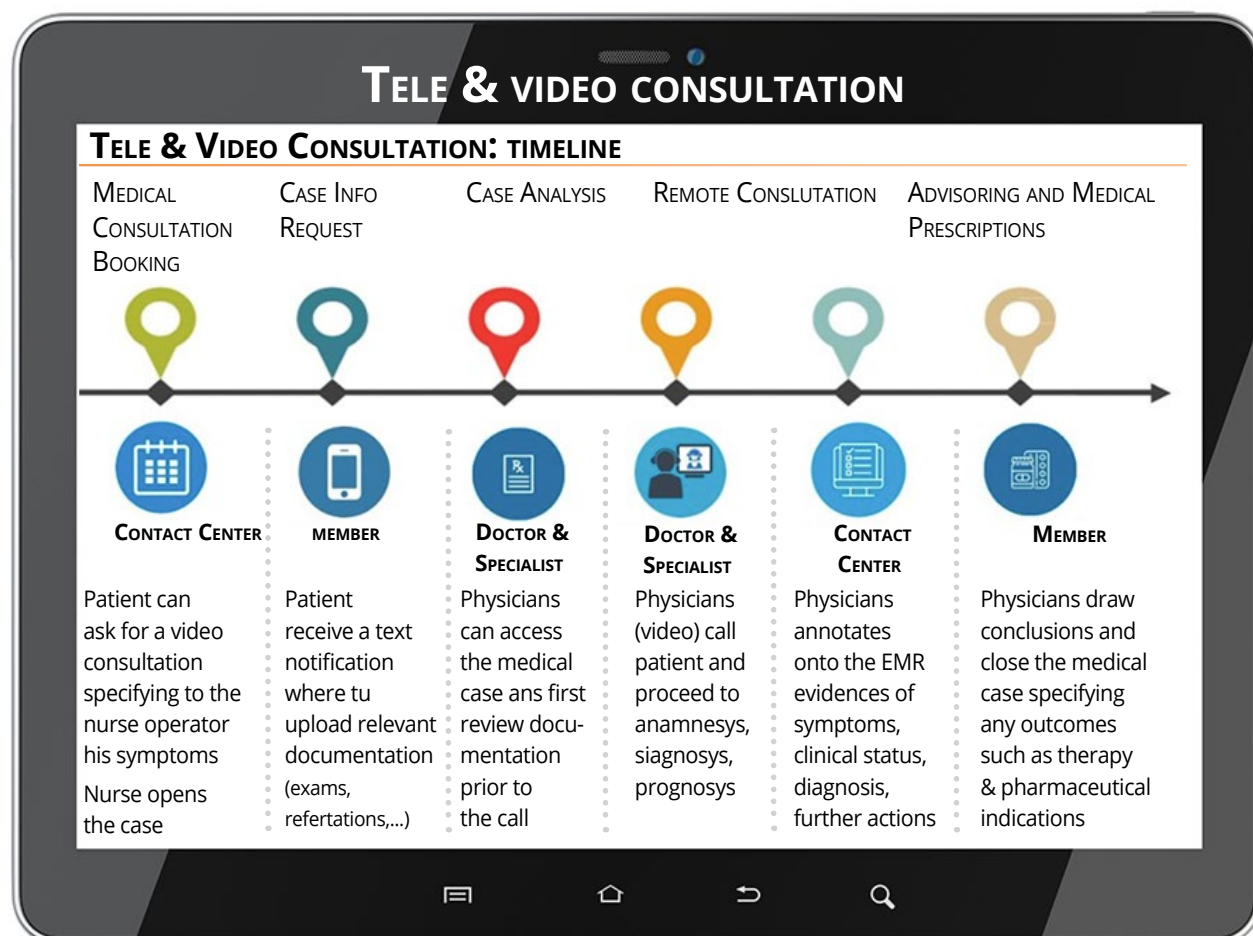 Tele & video consultation
Tele & Video Consultation: timeline
Medical
Consultation
Booking
Case Info
Request
Case Analysis
Remote Conslutation
Advisoring and Medical
Prescriptions
Contact Center
member
Doctor &
Specialist
Doctor &
Specialist
Contact
Center
Member
Patient can
ask for a video
consultation
specifying to the
nurse operator
his symptoms
Nurse opens
the case
Patient
receive a text
notification
where tu
upload relevant
documentation
(exams,
refertations,...)
Physicians
can access
the medical
case ans first
review docu-
mentation
prior to
the call
Physicians
(video) call
patient and
proceed to
anamnesys,
siagnosys,
prognosys
Physicians
annotates
onto the EMR
evidences of
symptoms,
clinical status,
diagnosis,
further actions
Physicians draw
conclusions and
close the medical
case specifying
any outcomes
such as therapy
& pharmaceutical
indications